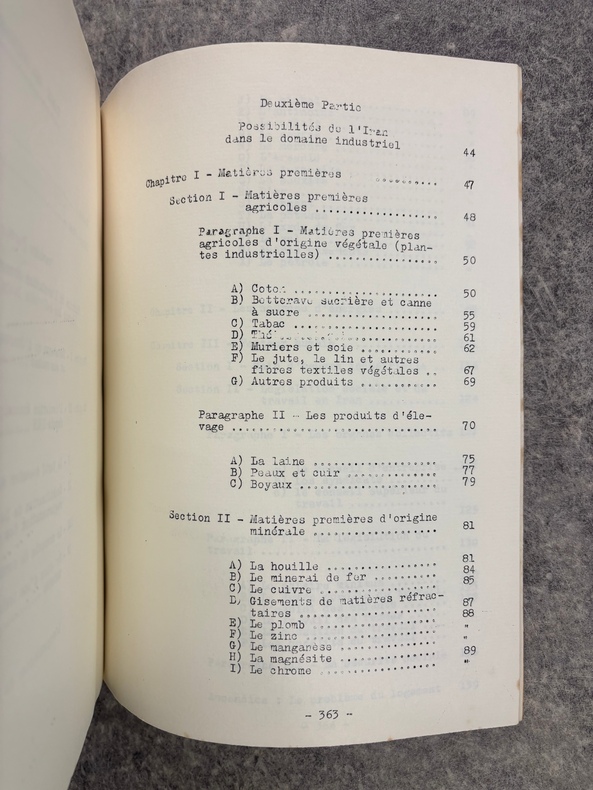 Deuxième Partie
Possibilités de l'Iran
dans le domaine industriel 44
Chapitre I - Matières premières .......... 47
Section I - Matières premières
agricoles ................... 48
Paragraphe I - Matières premières
agricoles d'origine végétale (plan-
tes industrielles) ................. 50
A) Coton ...................... 50
B) Betterave sucrière et canne
à sucre ..................... 55
C) Tabac ...................... 59
D) Thé 61
E) Muriers et soie ............ 62
F) Le jute, le lin et autres
fibres textiles végétales .. 67
G) Autres produits ............ 69
Paragraphe II - Les produits d'éle-
vage ................................ 70
A) La laine ................... 75
B) Peaux et cuir .............. 77
C) Boyaux ..................... 79
Section II - Matières premières d'origine
minérale ................... 81
A) La houille .................. 81
B) Le minerai de fer .......... 84
C) Le cuivre .................. 85
D) Gisements de matières réfrac-
taires ..................... 87
E) Le plomb ................... 88
F) Le zinc .................... "
G) Le manganèse ............... "
H) La magnésite ............... 89
I) Le chrome .................. "
- 363 -